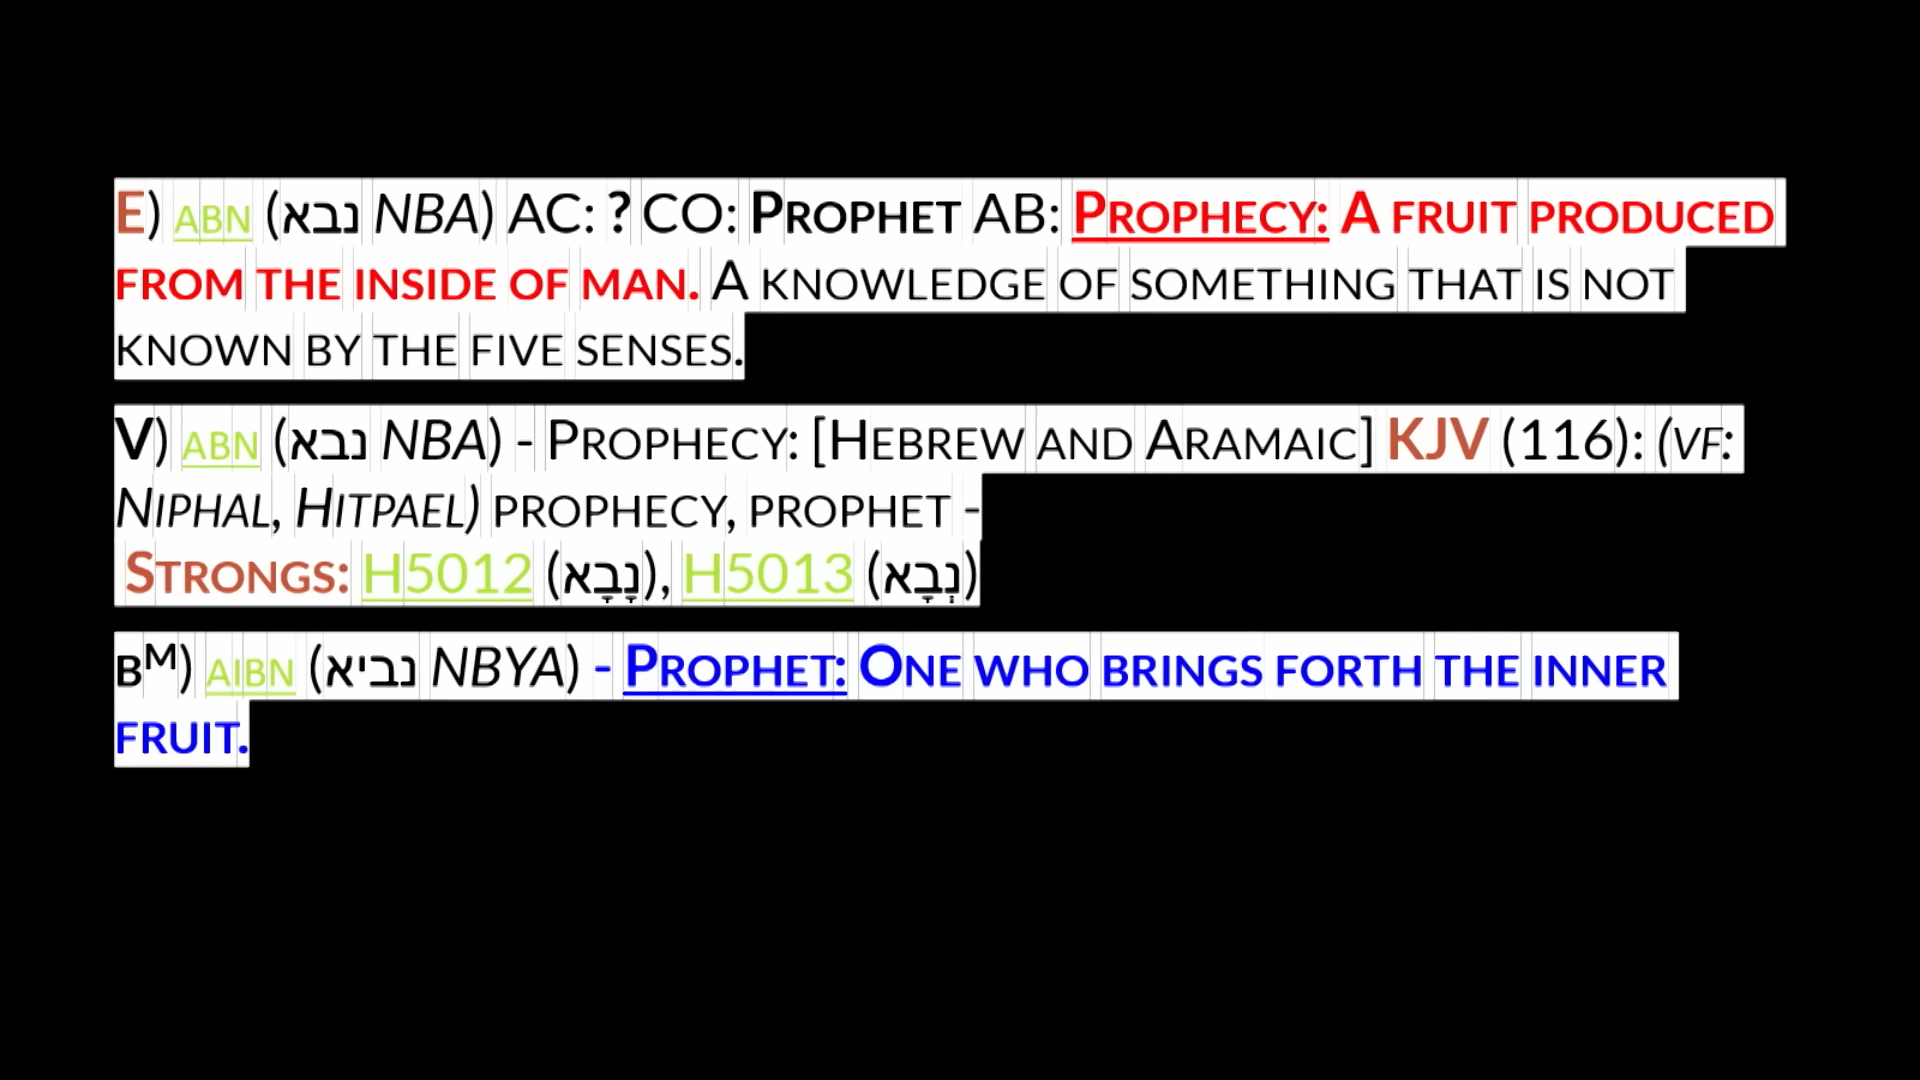 E) ABN (נבא NBA) AC: ? CO: PROPHET AB: PROPHECY: A FRUIT PRODUCED
FROM THE INSIDE OF MAN. A KNOWLEDGE OF SOMETHING THAT IS NOT
KNOWN BY THE FIVE SENSES.
V) ABN (נבא NBA) - PROPHECY: [HEBREW AND ARAMAIC] KJV (116): (VF:
NIPHAL, HITPAEL) PROPHECY, PROPHET -
STRONGS: H5012 (נָבָא), H5013 (נְבָא)
Bᴹ) AIBN (נביא NBYA) - PROPHET: ONE WHO BRINGS FORTH THE INNER
FRUIT.